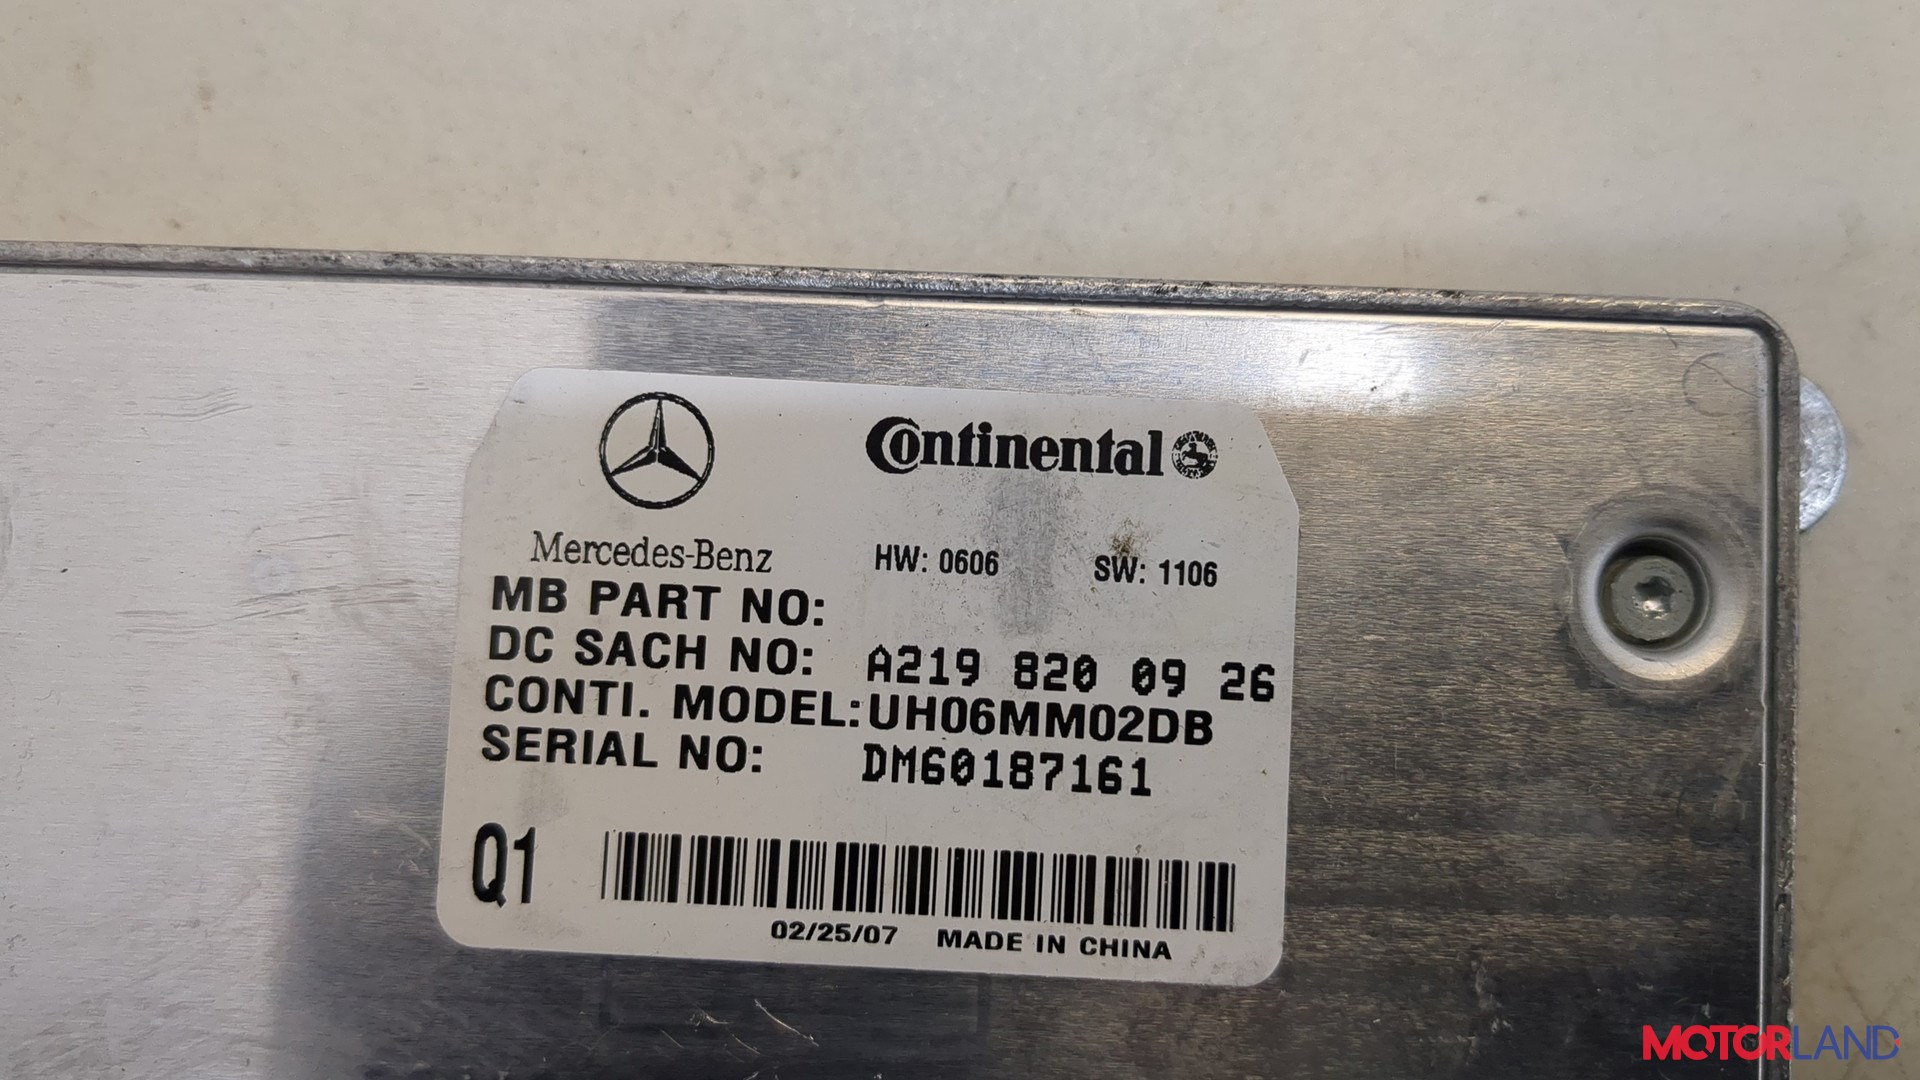 Continental
Mercedes-Benz
HW: 0606 SW: 1106
MB PART NO:
DC SACH NO: A219 820 09 26
CONTI. MODEL:UH06MM02DB
SERIAL NO: DM60187161
Q1
02/25/07 MADE IN CHINA
MOTORLAND